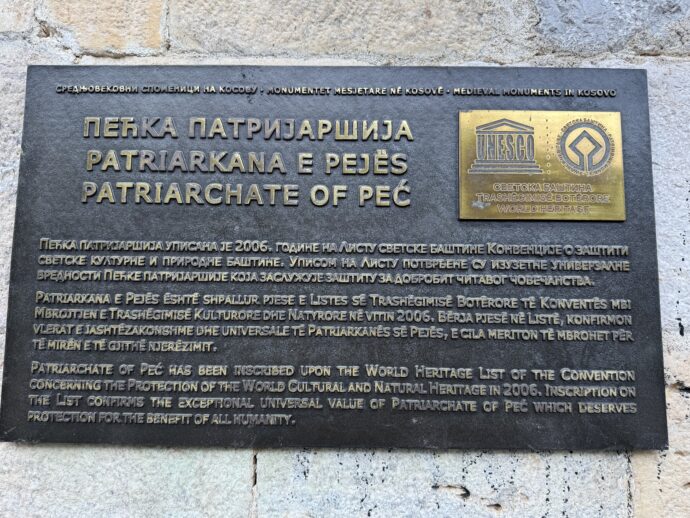 СРЕДЊОВЕКОВНИ СПОМЕНИЦИ НА КОСОВУ · MONUMENTET MESJETARE NË KOSOVË · MEDIEVAL MONUMENTS IN KOSOVO
ПЕЋКА ПАТРИЈАРШИЈА
PATRIARKANA E PEJËS
PATRIARCHATE OF PEĆ
UNESCO
СВЕТСКА БАШТИНА
TRASHËGIMISË BOTËRORE
WORLD HERITAGE
ПЕЋКА ПАТРИЈАРШИЈА УПИСАНА ЈЕ 2006. ГОДИНЕ НА ЛИСТУ СВЕТСКЕ БАШТИНЕ КОНВЕНЦИЈЕ О ЗАШТИТИ
СВЕТСКЕ КУЛТУРНЕ И ПРИРОДНЕ БАШТИНЕ. УПИСОМ НА ЛИСТУ ПОТВРЂЕНЕ СУ ИЗУЗЕТНЕ УНИВЕРЗАЛНЕ
ВРЕДНОСТИ ПЕЋКЕ ПАТРИЈАРШИЈЕ КОЈА ЗАСЛУЖУЈЕ ЗАШТИТУ ЗА ДОБРОБИТ ЧИТАВОГ ЧОВЕЧАНСТВА.
PATRIARKANA E PEJËS ËSHTË SHPALLUR PJESE E LISTES SË TRASHËGIMISË BOTËRORE TË KONVENTËS MBI
MBROJTJEN E TRASHËGIMISË KULTURORE DHE NATYRORE NË VITIN 2006. BËRJA PJESË NË LISTË, KONFIRMON
VLERAT E JASHTËZAKONSHME DHE UNIVERSALE TË PATRIARKANËS SË PEJËS, E CILA MERITON TË MBROHET PËR
TË MIRËN E TË GJITHË NJERËZIMIT.
PATRIARCHATE OF PEĆ HAS BEEN INSCRIBED UPON THE WORLD HERITAGE LIST OF THE CONVENTION
CONCERNING THE PROTECTION OF THE WORLD CULTURAL AND NATURAL HERITAGE IN 2006. INSCRIPTION ON
THE LIST CONFIRMS THE EXCEPTIONAL UNIVERSAL VALUE OF PATRIARCHATE OF PEĆ WHICH DESERVES
PROTECTION FOR THE BENEFIT OF ALL HUMANITY.